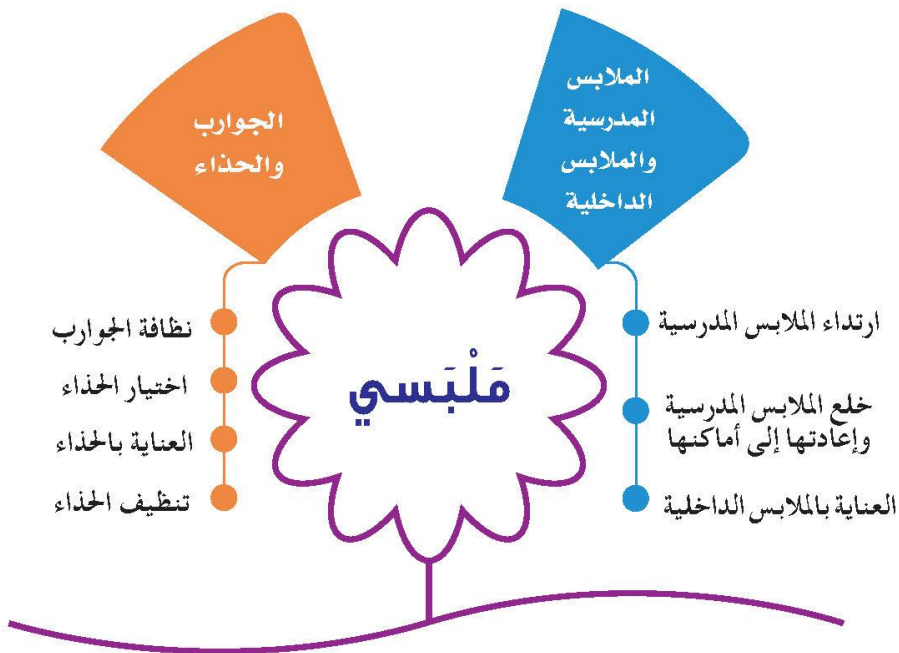 الملابس
المدرسية
والملابس
الداخلية
الجوارب
والحذاء
مَلْبَسي
ارتداء الملابس المدرسية
خلع الملابس المدرسية
وإعادتها إلى أماكنها
العناية بالملابس الداخلية
نظافة الجوارب
اختيار الحذاء
العناية بالحذاء
تنظيف الحذاء